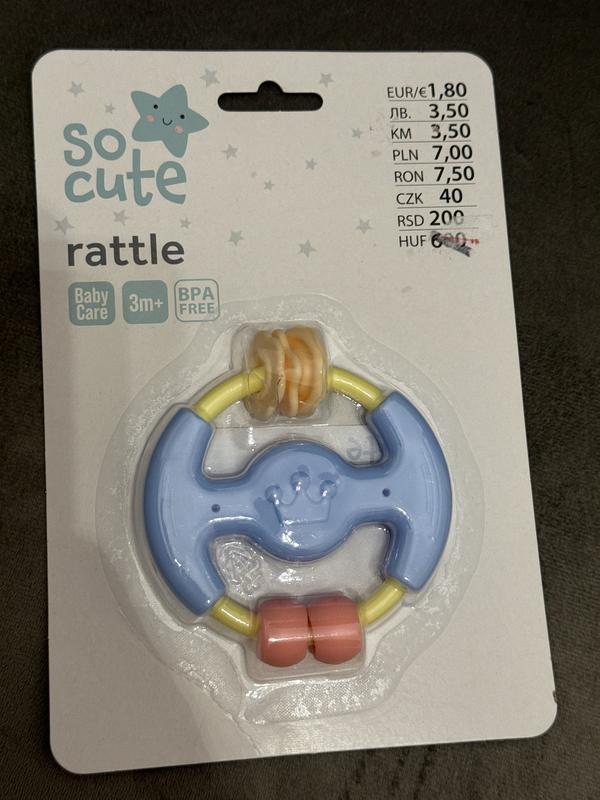 so
cute
rattle
Baby
Care
3m+
BPA
FREE
EUR/€1,80
ЛВ. 3,50
KM 3,50
PLN 7,00
RON 7,50
CZK 40
RSD 200
HUF